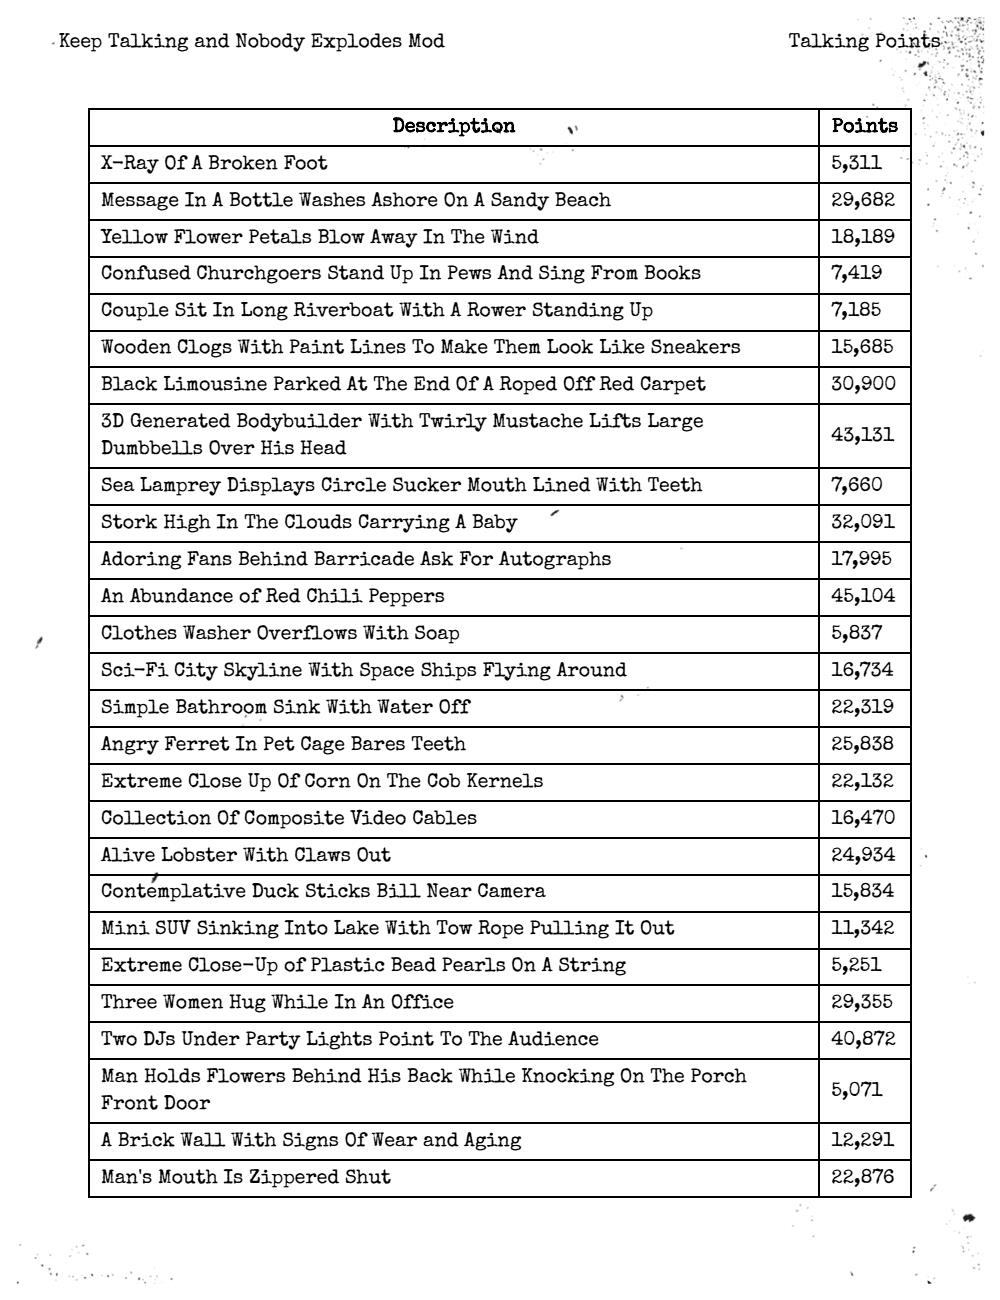 Keep Talking and Nobody Explodes Mod Talking Points
Description Points
X-Ray Of A Broken Foot 5,311
Message In A Bottle Washes Ashore On A Sandy Beach 29,682
Yellow Flower Petals Blow Away In The Wind 18,189
Confused Churchgoers Stand Up In Pews And Sing From Books 7,419
Couple Sit In Long Riverboat With A Rower Standing Up 7,185
Wooden Clogs With Paint Lines To Make Them Look Like Sneakers 15,685
Black Limousine Parked At The End Of A Roped Off Red Carpet 30,900
3D Generated Bodybuilder With Twirly Mustache Lifts Large
Dumbbells Over His Head 43,131
Sea Lamprey Displays Circle Sucker Mouth Lined With Teeth 7,660
Stork High In The Clouds Carrying A Baby 32,091
Adoring Fans Behind Barricade Ask For Autographs 17,995
An Abundance of Red Chili Peppers 45,104
Clothes Washer Overflows With Soap 5,837
Sci-Fi City Skyline With Space Ships Flying Around 16,734
Simple Bathroom Sink With Water Off 22,319
Angry Ferret In Pet Cage Bares Teeth 25,838
Extreme Close Up Of Corn On The Cob Kernels 22,132
Collection Of Composite Video Cables 16,470
Alive Lobster With Claws Out 24,934
Contemplative Duck Sticks Bill Near Camera 15,834
Mini SUV Sinking Into Lake With Tow Rope Pulling It Out 11,342
Extreme Close-Up of Plastic Bead Pearls On A String 5,251
Three Women Hug While In An Office 29,355
Two DJs Under Party Lights Point To The Audience 40,872
Man Holds Flowers Behind His Back While Knocking On The Porch
Front Door 5,071
A Brick Wall With Signs Of Wear and Aging 12,291
Man's Mouth Is Zippered Shut 22,876